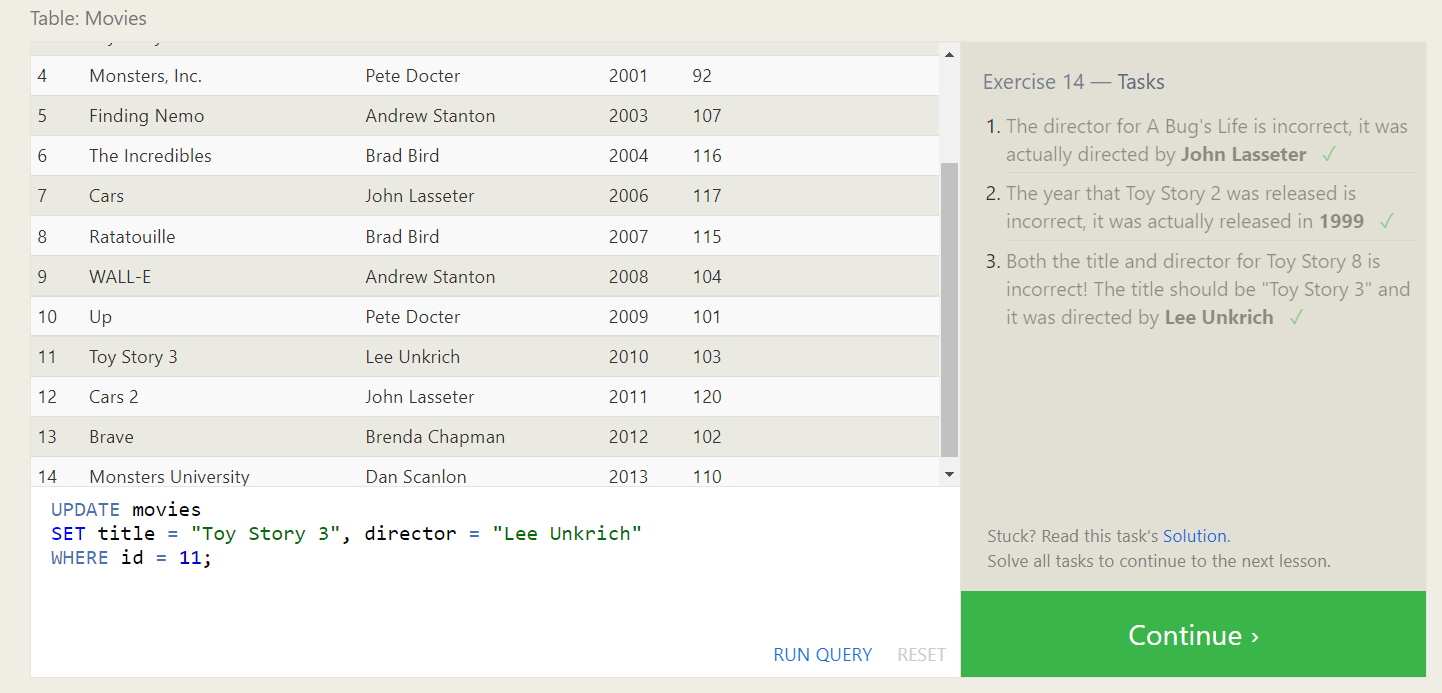 Table: Movies
4 Monsters, Inc. Pete Docter 2001 92
5 Finding Nemo Andrew Stanton 2003 107
6 The Incredibles Brad Bird 2004 116
7 Cars John Lasseter 2006 117
8 Ratatouille Brad Bird 2007 115
9 WALL-E Andrew Stanton 2008 104
10 Up Pete Docter 2009 101
11 Toy Story 3 Lee Unkrich 2010 103
12 Cars 2 John Lasseter 2011 120
13 Brave Brenda Chapman 2012 102
14 Monsters University Dan Scanlon 2013 110
UPDATE movies
SET title = "Toy Story 3", director = "Lee Unkrich"
WHERE id = 11;
RUN QUERY RESET
Exercise 14 — Tasks
1. The director for A Bug's Life is incorrect, it was
actually directed by John Lasseter ✓
2. The year that Toy Story 2 was released is
incorrect, it was actually released in 1999 ✓
3. Both the title and director for Toy Story 8 is
incorrect! The title should be "Toy Story 3" and
it was directed by Lee Unkrich ✓
Stuck? Read this task's Solution.
Solve all tasks to continue to the next lesson.
Continue ›